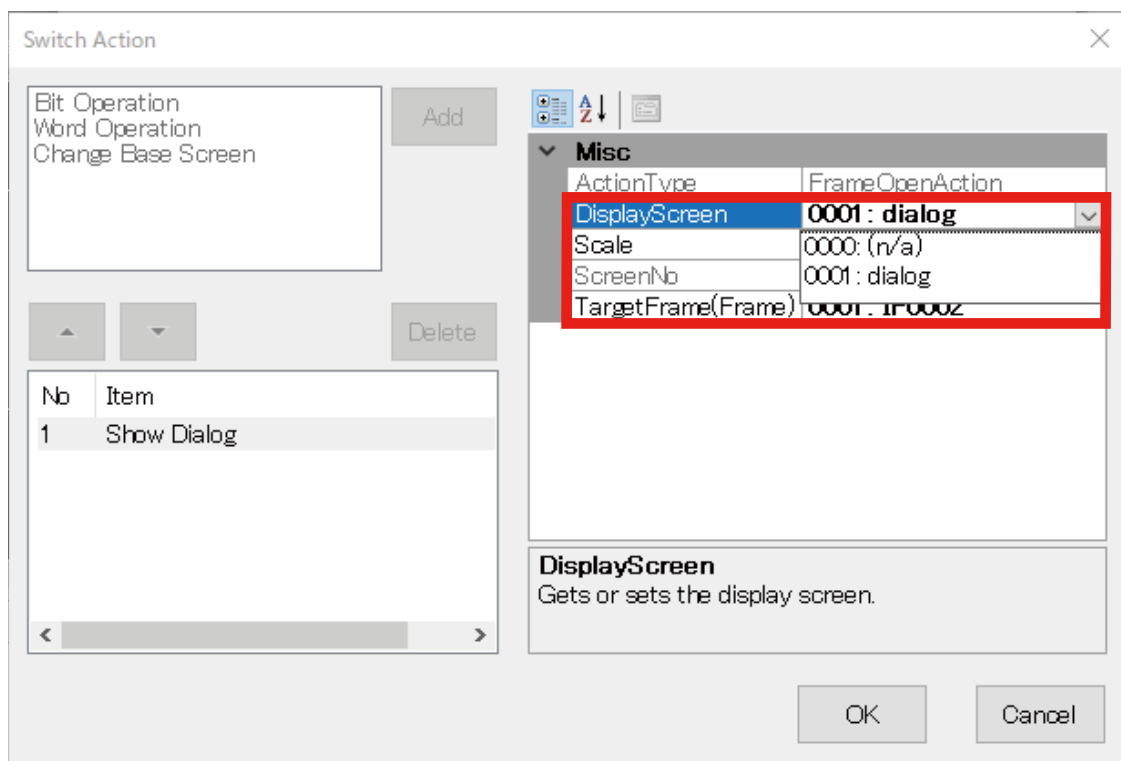 Switch Action
Bit Operation
Word Operation
Change Base Screen
Add
Delete
No Item
1 Show Dialog
Misc
ActionType FrameOpenAction
DisplayScreen 0001 : dialog
Scale 0000: (n/a)
ScreenNo 0001 : dialog
TargetFrame(Frame) 0001 : IF0002
DisplayScreen
Gets or sets the display screen.
OK Cancel